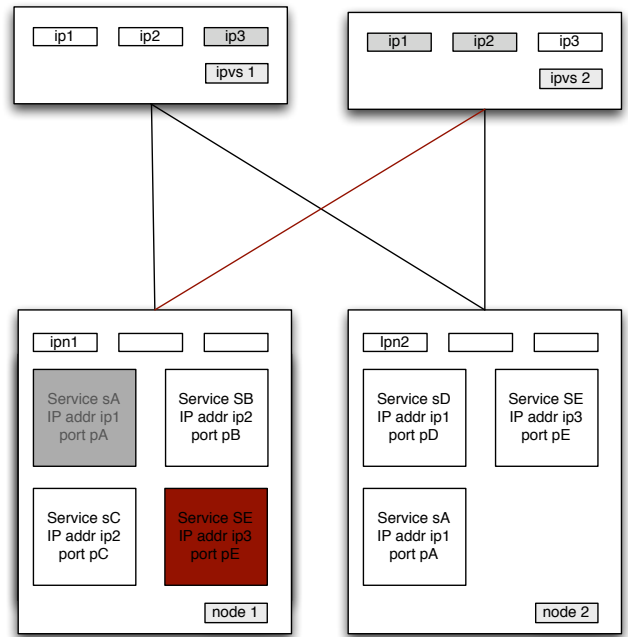 ip1 ip2 ip3
ipvs 1
ip1 ip2 ip3
ipvs 2
ipn1
Service sA
IP addr ip1
port pA
Service SB
IP addr ip2
port pB
Service sC
IP addr ip2
port pC
Service SE
IP addr ip3
port pE
node 1
Ipn2
Service sD
IP addr ip1
port pD
Service SE
IP addr ip3
port pE
Service sA
IP addr ip1
port pA
node 2